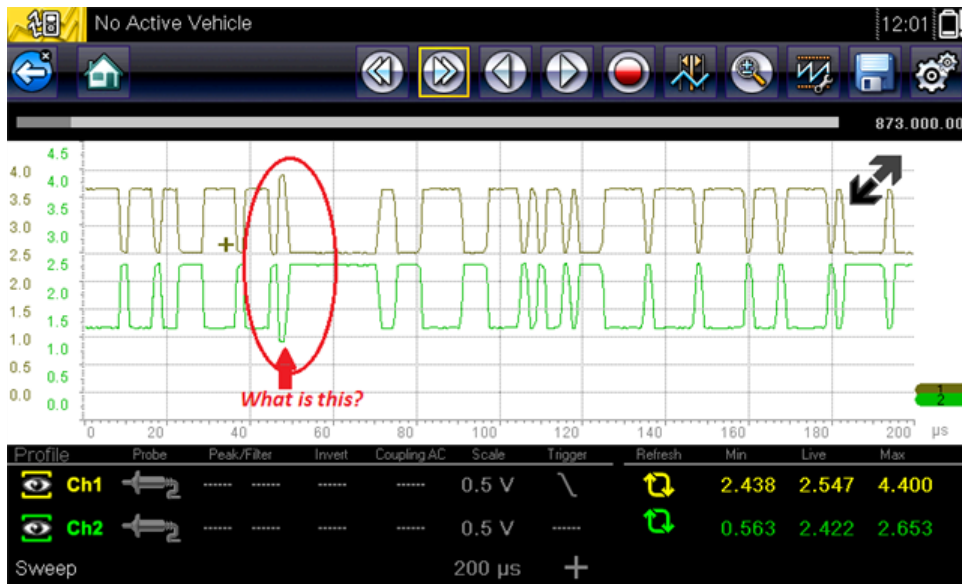 No Active Vehicle 12:01
873.000.00
4.5
4.0 4.0
3.5 3.5
3.0 3.0
2.5 2.5
2.0 2.0
1.5 1.5
1.0 1.0
0.5 0.5
0.0 0.0
What is this?
1
2
0 20 40 60 80 100 120 140 160 180 200 µs
Profile Probe Peak/Filter Invert Coupling AC Scale Trigger Refresh Min Live Max
Ch1 2 ------ ------ ------ ------ 0.5 V 2.438 2.547 4.400
Ch2 2 ------ ------ ------ ------ 0.5 V ------ 0.563 2.422 2.653
Sweep 200 µs